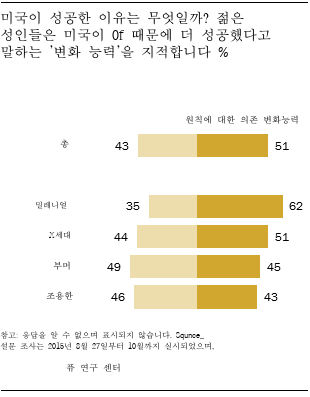 미국이 성공한 이유는 무엇일까? 젊은
성인들은 미국이 Of 때문에 더 성공했다고
말하는 '변화 능력'을 지적합니다 %
원칙에 대한 의존 변화능력
총 43 51
밀레니얼 35 62
X세대 44 51
부머 49 45
조용한 46 43
참고: 응답을 알 수 없으며 표시되지 않습니다. Squnce_
설문 조사는 2015년 8월 27일부터 10월까지 실시되었으며,
퓨 연구 센터